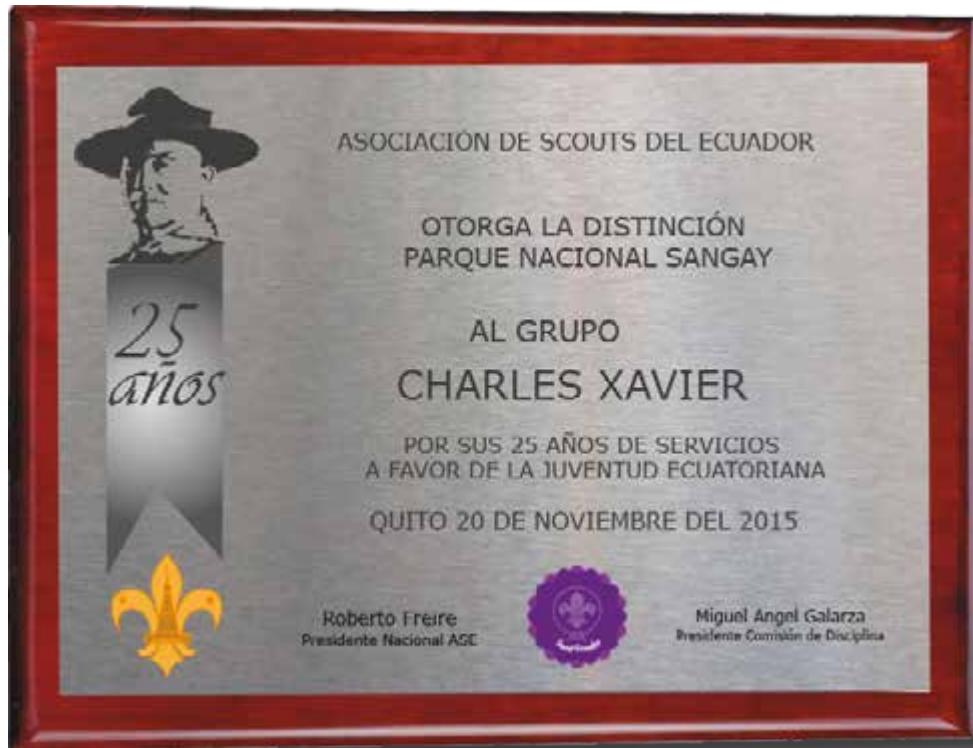 25
años
ASOCIACIÓN DE SCOUTS DEL ECUADOR
OTORGA LA DISTINCIÓN
PARQUE NACIONAL SANGAY
AL GRUPO
CHARLES XAVIER
POR SUS 25 AÑOS DE SERVICIOS
A FAVOR DE LA JUVENTUD ECUATORIANA
QUITO 20 DE NOVIEMBRE DEL 2015
Roberto Freire
Presidente Nacional ASE
Miguel Angel Galarza
Presidente Comisión de Disciplina